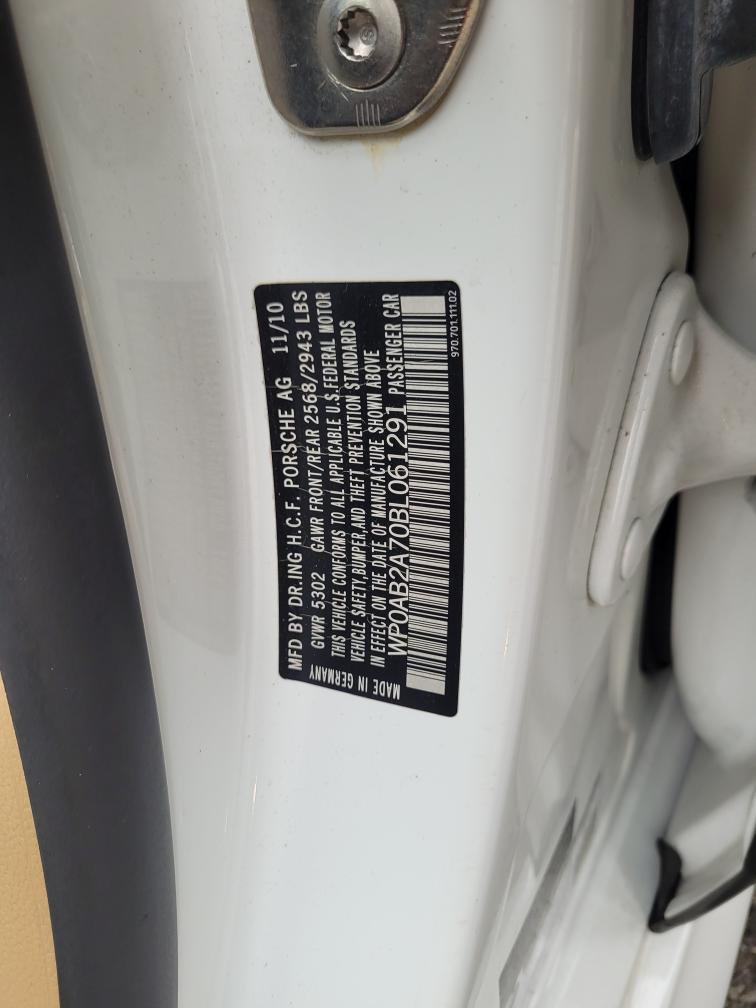 MFD BY DR.ING H.C.F. PORSCHE AG 11/10
GVWR 5302 GAWR FRONT/REAR 2568/2943 LBS
THIS VEHICLE CONFORMS TO ALL APPLICABLE U.S.FEDERAL MOTOR
VEHICLE SAFETY,BUMPER,AND THEFT PREVENTION STANDARDS
IN EFFECT ON THE DATE OF MANUFACTURE SHOWN ABOVE
WP0AB2A70BL061291 PASSENGER CAR
MADE IN GERMANY
970.701.111.02